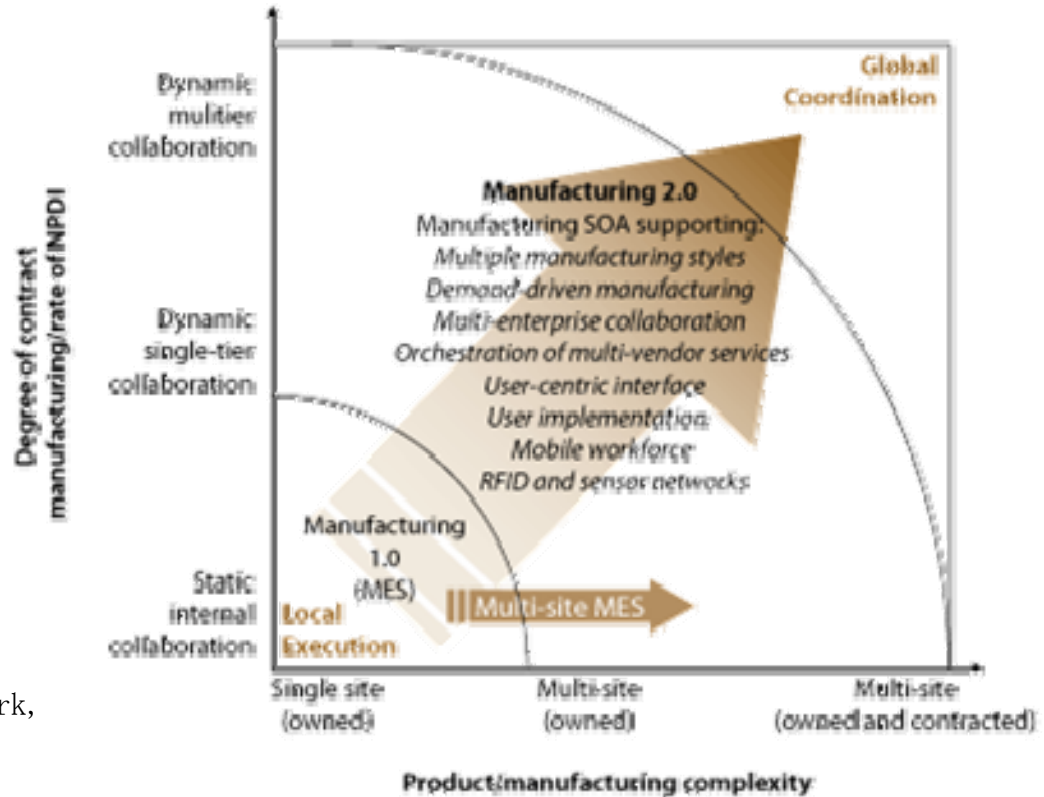 Global
Coordination
Dynamic
mulitier
collaboration
Manufacturing 2.0
Manufacturing SOA supporting:
Multiple manufacturing styles
Demand-driven manufacturing
Multi-enterprise collaboration
Orchestration of multi-vendor services
User-centric interface
User implementation
Mobile workforce
RFID and sensor networks
Degree of contract
manufacturing/rate of NPDI
Dynamic
single-tier
collaboration
Manufacturing
1.0
(MES)
Static
internal
collaboration
Local
Execution
Multi-site MES
rk,
Single site
(owned)
Multi-site
(owned)
Multi-site
(owned and contracted)
Product/manufacturing complexity